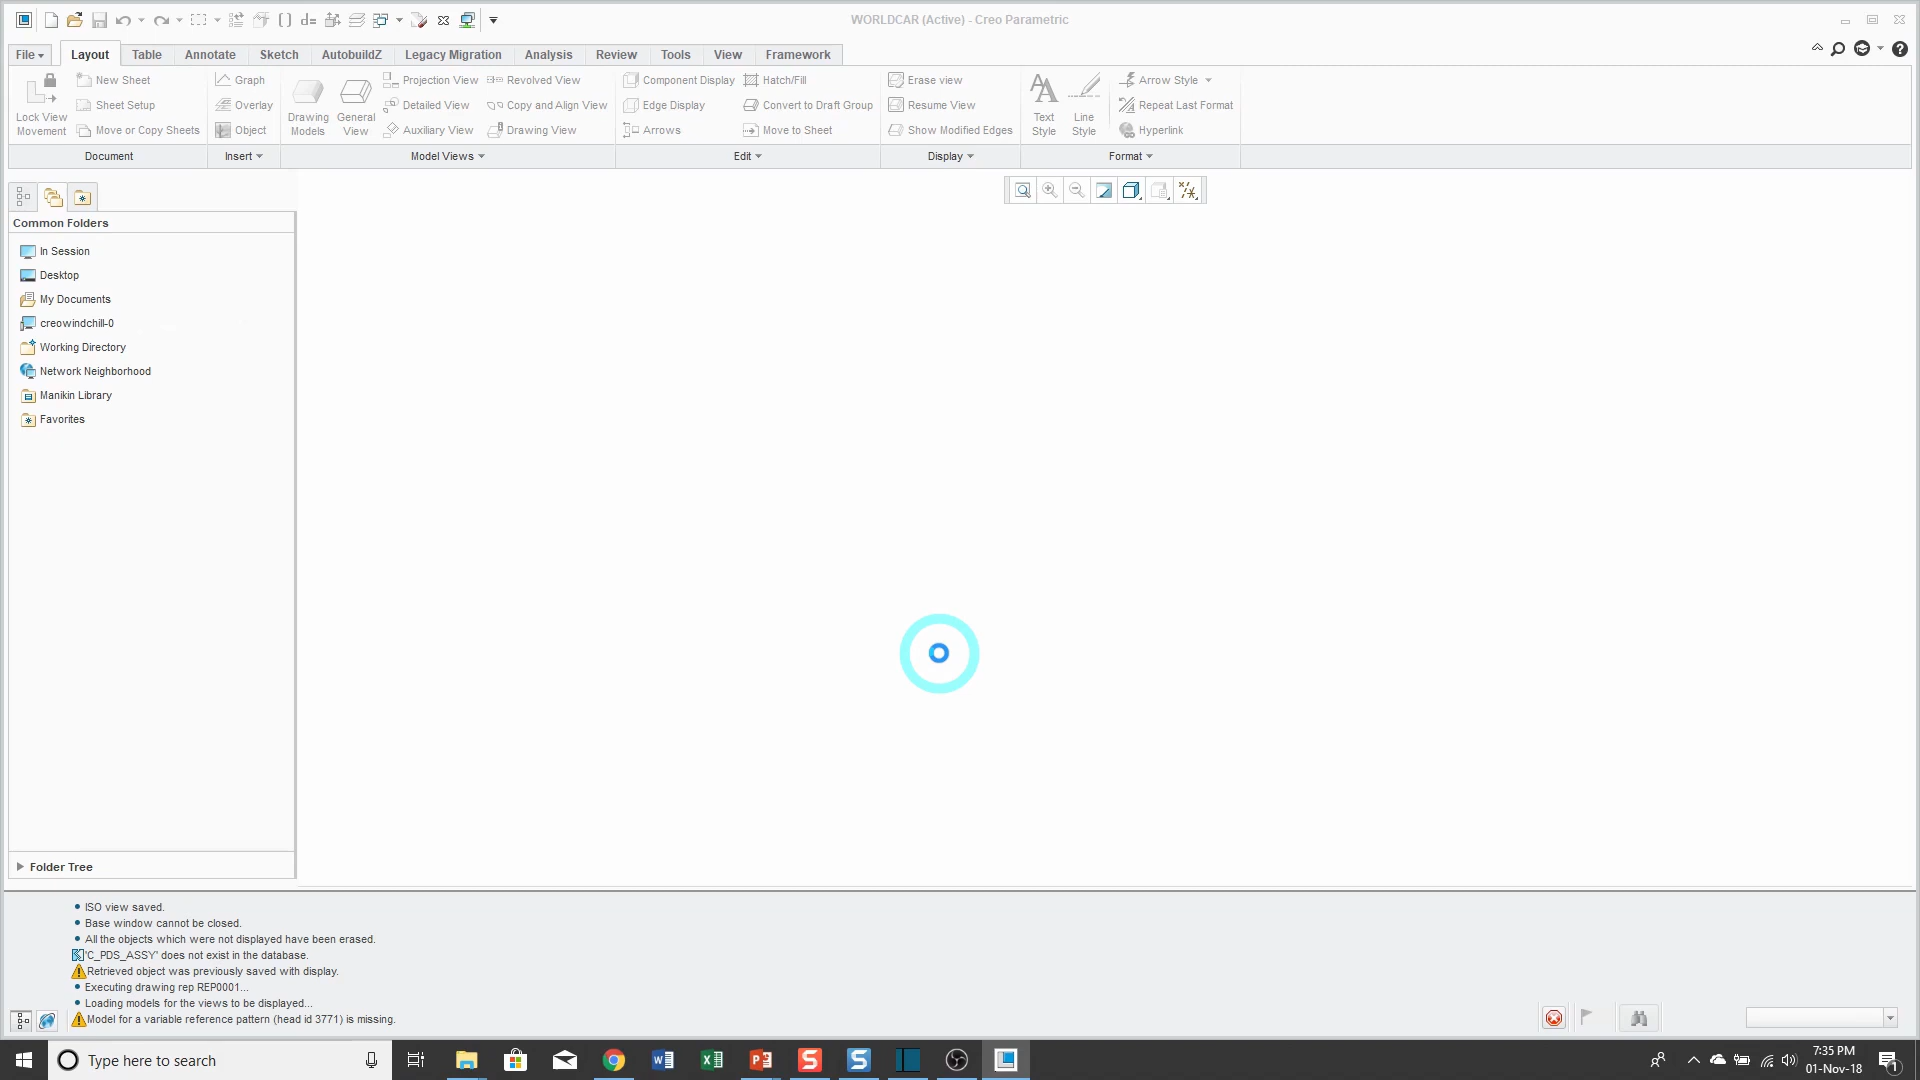 WORLDCAR (Active) - Creo Parametric
File
Layout
Table
Annotate
Sketch
AutobuildZ
Legacy Migration
Analysis
Review
Tools
View
Framework
Lock View
Movement
New Sheet
Sheet Setup
Move or Copy Sheets
Document
Graph
Overlay
Object
Insert
Drawing
Models
General
View
Projection View
Detailed View
Auxiliary View
Revolved View
Copy and Align View
Drawing View
Model Views
Component Display
Edge Display
Arrows
Hatch/Fill
Convert to Draft Group
Move to Sheet
Edit
Erase view
Resume View
Show Modified Edges
Display
Text
Style
Line
Style
Arrow Style
Repeat Last Format
Hyperlink
Format
Common Folders
In Session
Desktop
My Documents
creowindchill-0
Working Directory
Network Neighborhood
Manikin Library
Favorites
Folder Tree
ISO view saved.
Base window cannot be closed.
All the objects which were not displayed have been erased.
'C_PDS_ASSY' does not exist in the database.
Retrieved object was previously saved with display.
Executing drawing rep REP0001...
Loading models for the views to be displayed...
Model for a variable reference pattern (head id 3771) is missing.
Type here to search
7:35 PM
01-Nov-18
1